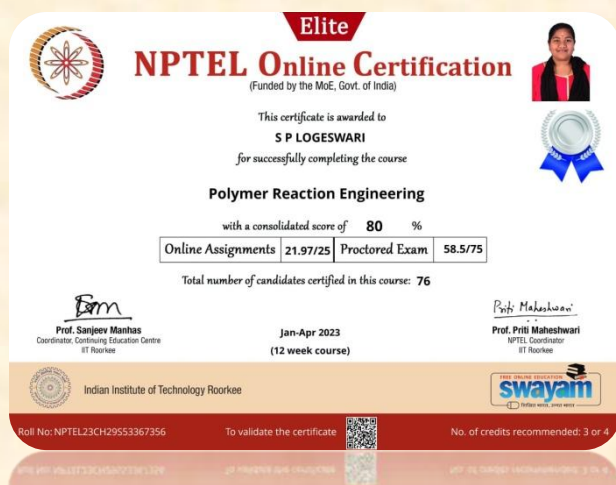 Elite
NPTEL Online Certification
(Funded by the MoE, Govt. of India)
This certificate is awarded to
S P LOGESWARI
for successfully completing the course
Polymer Reaction Engineering
with a consolidated score of 80 %
Online Assignments 21.97/25 Proctored Exam 58.5/75
Total number of candidates certified in this course: 76
Priti Maheshwari
Prof. Sanjeev Manhas
Coordinator, Continuing Education Centre
IIT Roorkee
Jan-Apr 2023
(12 week course)
Prof. Priti Maheshwari
NPTEL Coordinator
IIT Roorkee
Indian Institute of Technology Roorkee
FREE ONLINE EDUCATION
swayam
शिक्षित भारत, उन्नत भारत
Roll No: NPTEL23CH29S53367356
To validate the certificate
No. of credits recommended: 3 or 4